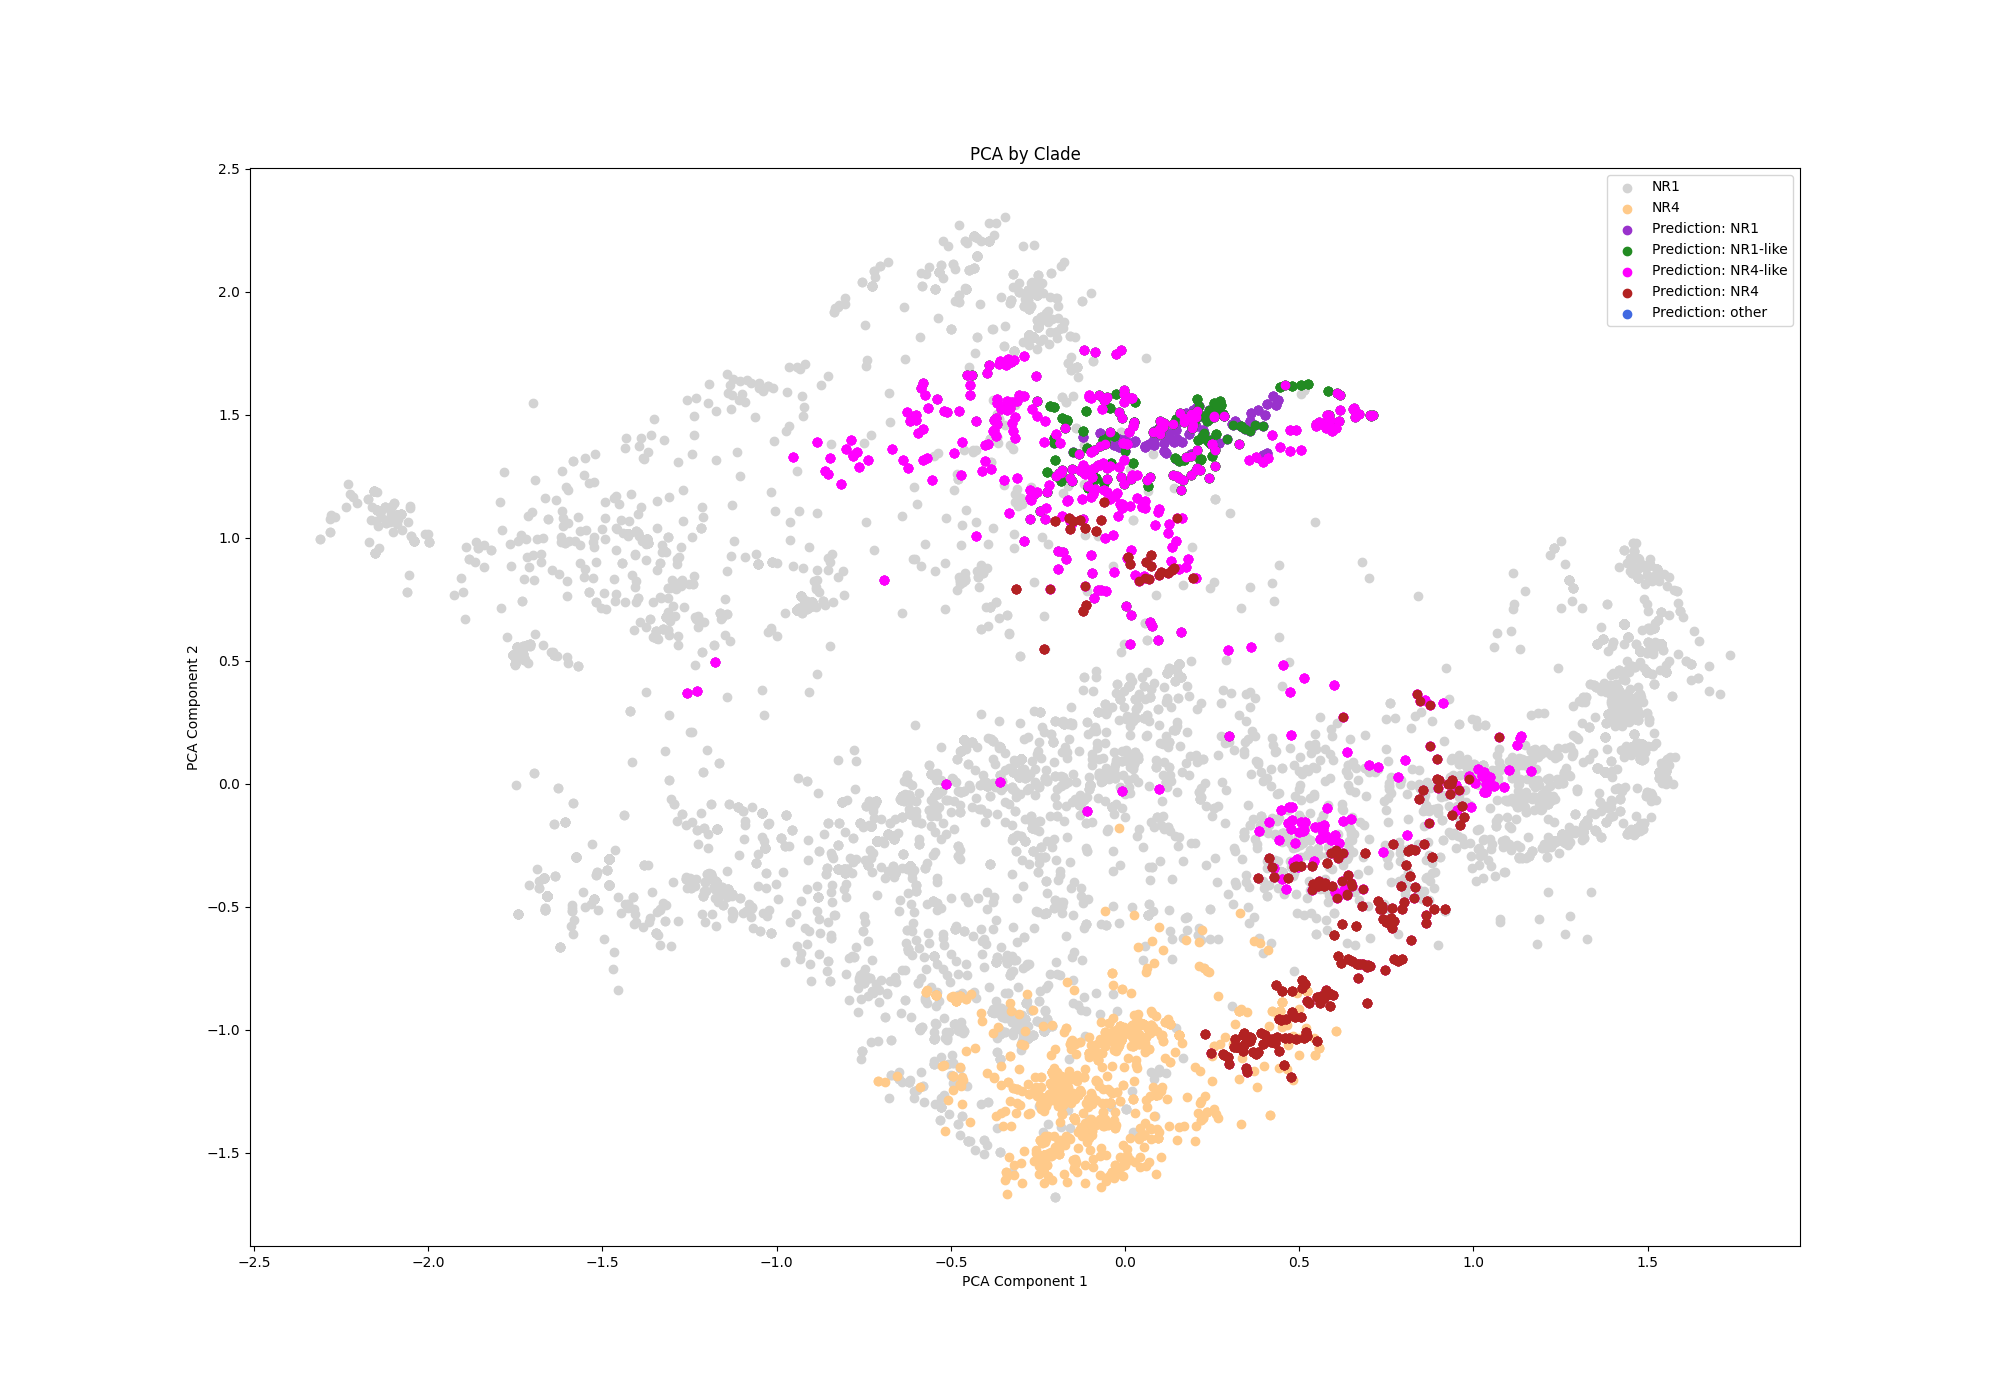 PCA by Clade
NR1
NR4
Prediction: NR1
Prediction: NR1-like
Prediction: NR4-like
Prediction: NR4
Prediction: other
2.5
2.0
1.5
1.0
0.5
0.0
−0.5
−1.0
−1.5
PCA Component 2
−2.5 −2.0 −1.5 −1.0 −0.5 0.0 0.5 1.0 1.5
PCA Component 1